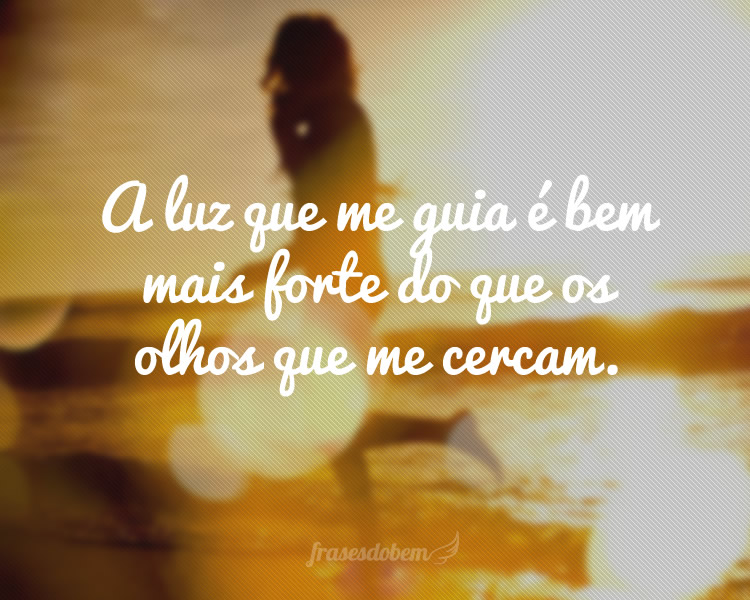 A luz que me guia é bem
mais forte do que os
olhos que me cercam.
frasesdobem